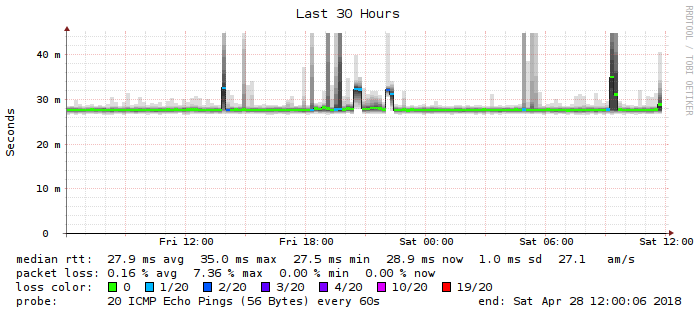 Last 30 Hours
RRDTOOL / TOBI OETIKER
Seconds
40 m
30 m
20 m
10 m
0
Fri 12:00 Fri 18:00 Sat 00:00 Sat 06:00 Sat 12:00
median rtt: 27.9 ms avg 35.0 ms max 27.5 ms min 28.9 ms now 1.0 ms sd 27.1 am/s
packet loss: 0.16 % avg 7.36 % max 0.00 % min 0.00 % now
loss color: 0 1/20 2/20 3/20 4/20 10/20 19/20
probe: 20 ICMP Echo Pings (56 Bytes) every 60s end: Sat Apr 28 12:00:06 2018